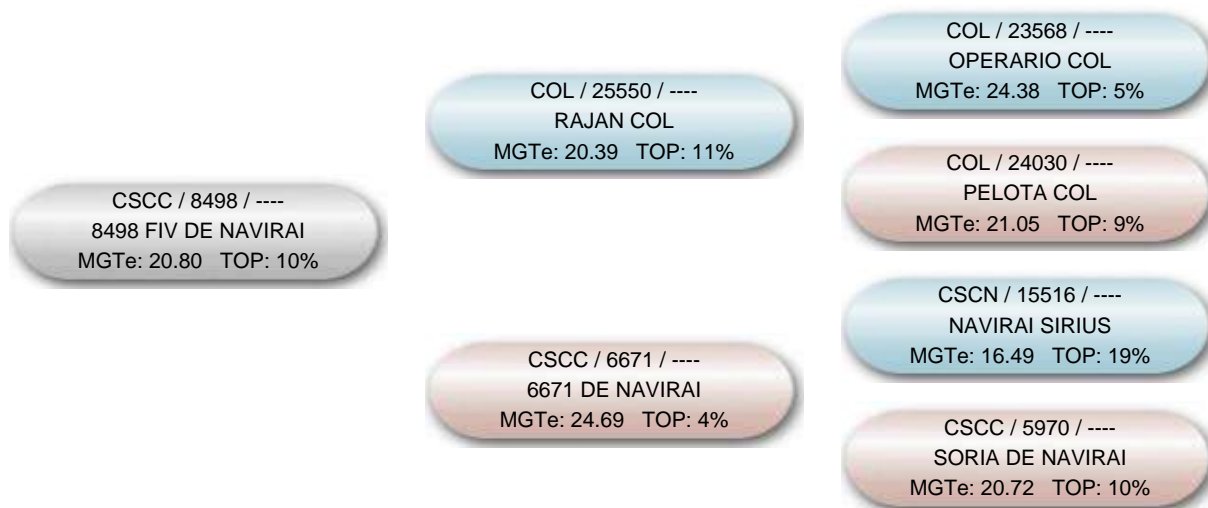 COL / 23568 / ----
OPERARIO COL
MGTe: 24.38 TOP: 5%
COL / 25550 / ----
RAJAN COL
MGTe: 20.39 TOP: 11%
COL / 24030 / ----
PELOTA COL
MGTe: 21.05 TOP: 9%
CSCC / 8498 / ----
8498 FIV DE NAVIRAI
MGTe: 20.80 TOP: 10%
CSCN / 15516 / ----
NAVIRAI SIRIUS
MGTe: 16.49 TOP: 19%
CSCC / 6671 / ----
6671 DE NAVIRAI
MGTe: 24.69 TOP: 4%
CSCC / 5970 / ----
SORIA DE NAVIRAI
MGTe: 20.72 TOP: 10%